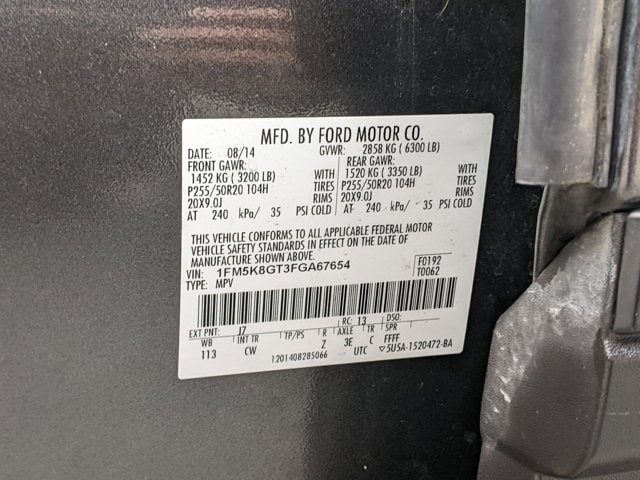 MFD. BY FORD MOTOR CO.
DATE: 08/14 GVWR: 2858 KG ( 6300 LB)
FRONT GAWR: REAR GAWR:
1452 KG ( 3200 LB) WITH 1520 KG ( 3350 LB) WITH
P255/50R20 104H TIRES P255/50R20 104H TIRES
20X9.0J RIMS 20X9.0J RIMS
AT 240 kPa/ 35 PSI COLD AT 240 kPa/ 35 PSI COLD
THIS VEHICLE CONFORMS TO ALL APPLICABLE FEDERAL MOTOR
VEHICLE SAFETY STANDARDS IN EFFECT ON THE DATE OF
MANUFACTURE SHOWN ABOVE.
VIN: 1FM5K8GT3FGA67654 F0192
TYPE: MPV T0062
RC: 13 DSO:
EXT PNT: J7
WB INT TR TP/PS R AXLE TR SPR
113 CW Z 3E C FFFF
1201408285066 UTC ▽5U5A-1520472-BA